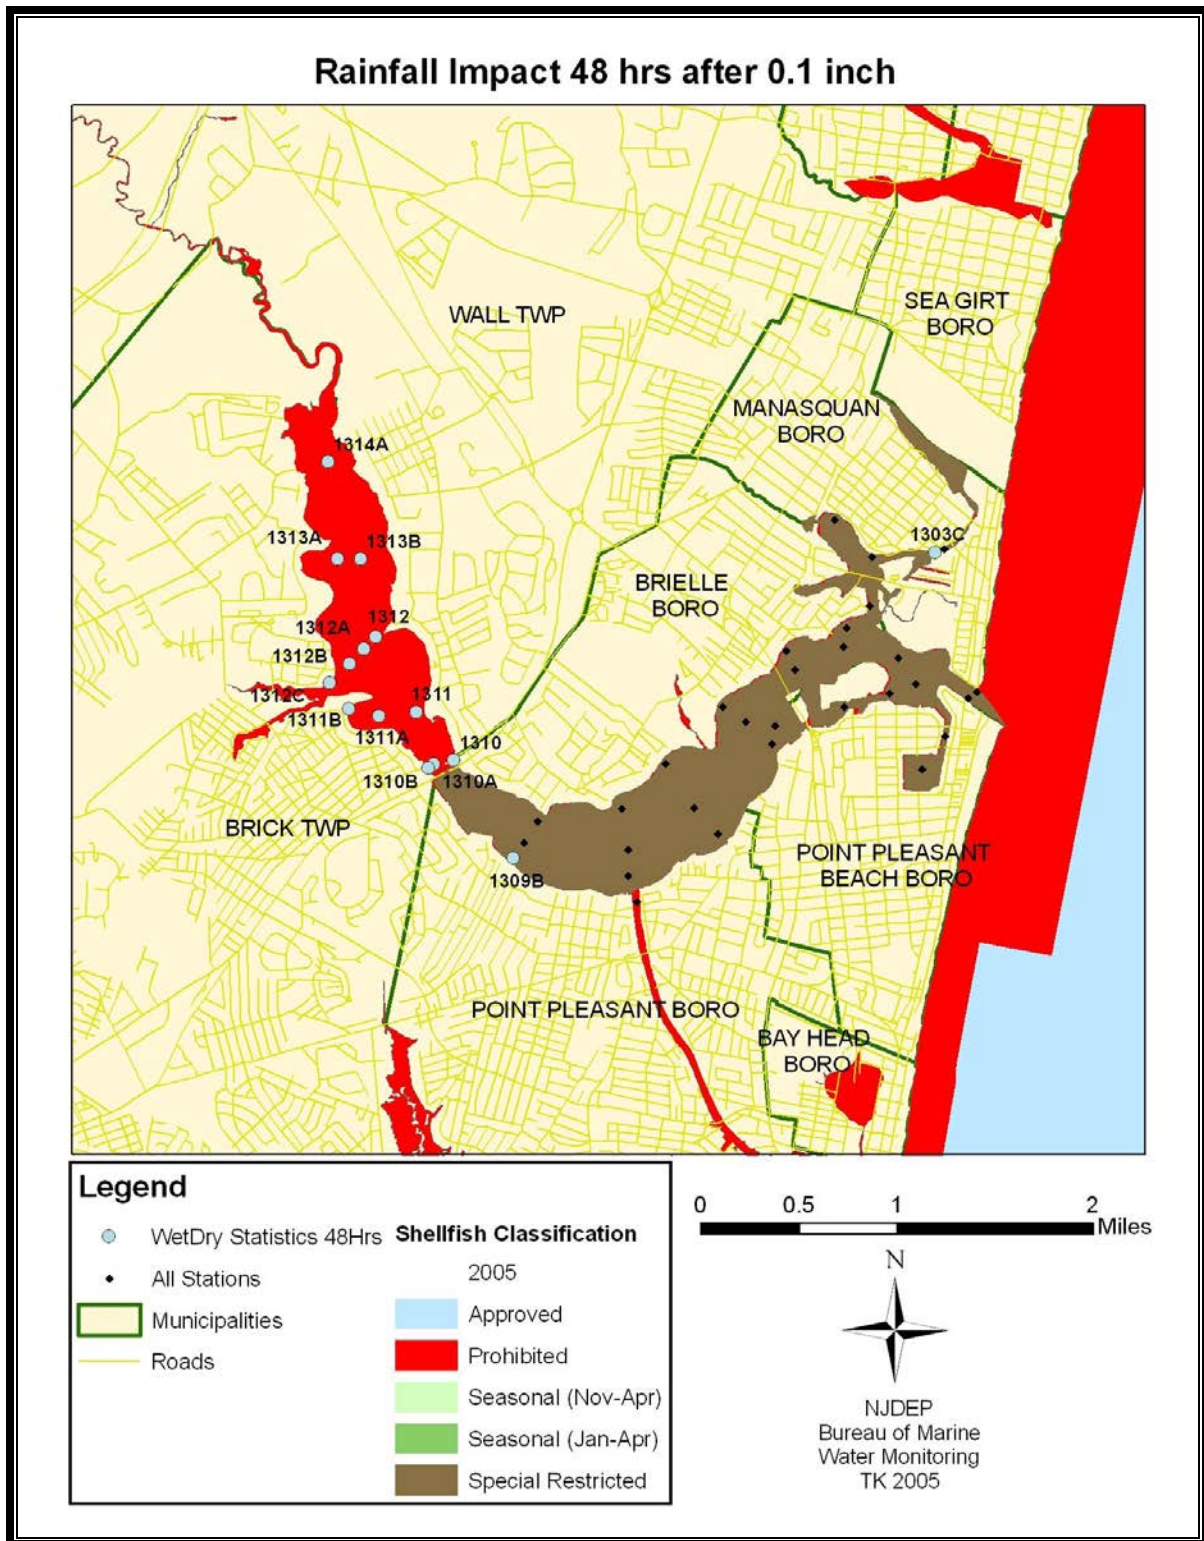 Rainfall Impact 48 hrs after 0.1 inch
WALL TWP
SEA GIRT
BORO
MANASQUAN
BORO
1314A
1313A
1313B
1303C
BRIELLE
BORO
1312A
1312
1312B
1312C
1311
1311B
1311A
1310
1310B
1310A
BRICK TWP
1309B
POINT PLEASANT
BEACH BORO
POINT PLEASANT BORO
BAY HEAD
BORO
Legend
WetDry Statistics 48Hrs
All Stations
Municipalities
Roads
Shellfish Classification
2005
Approved
Prohibited
Seasonal (Nov-Apr)
Seasonal (Jan-Apr)
Special Restricted
0 0.5 1 2
Miles
N
NJDEP
Bureau of Marine
Water Monitoring
TK 2005